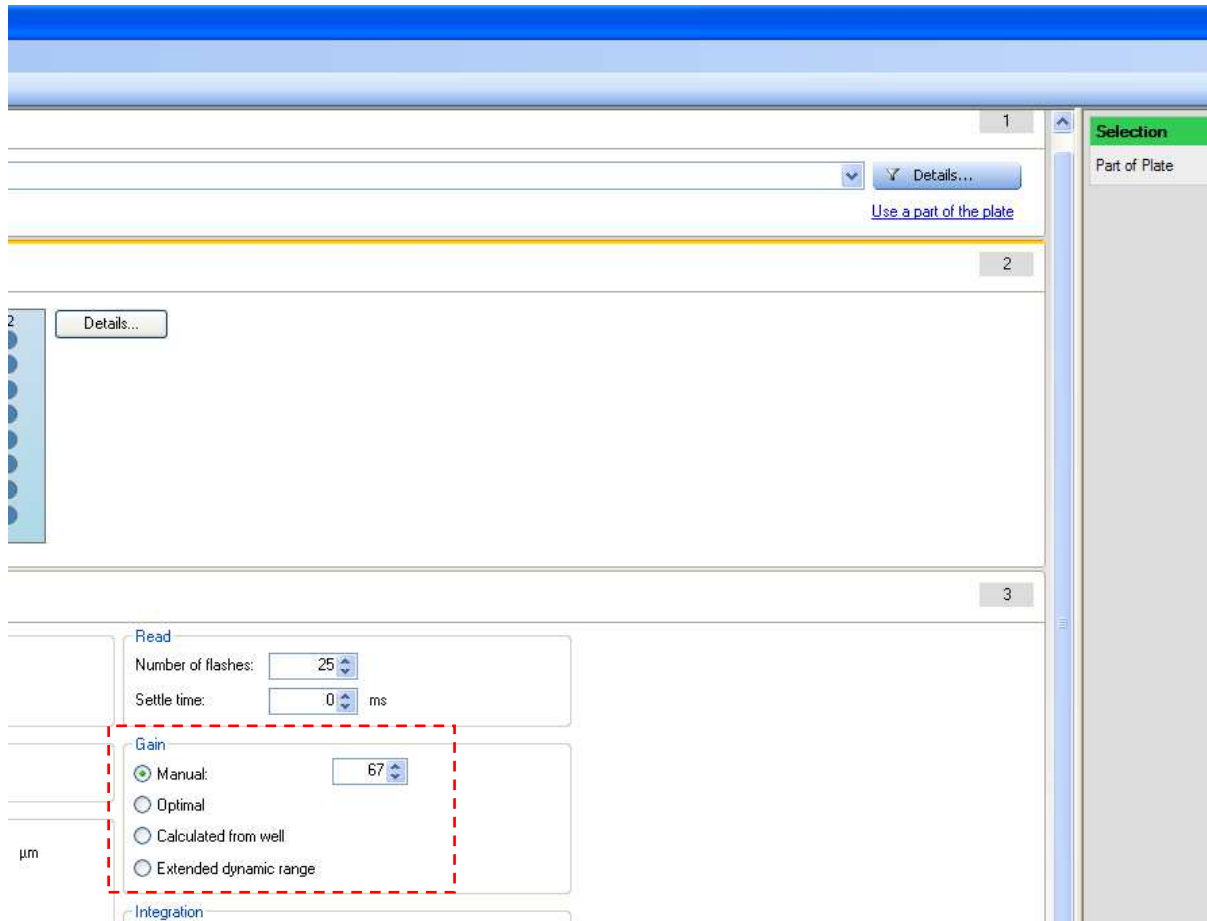 1
Selection
Details...
Part of Plate
Use a part of the plate
2
2
Details...
3
Read
Number of flashes: 25
Settle time: 0 ms
Gain
Manual: 67
Optimal
Calculated from well
µm
Extended dynamic range
Integration